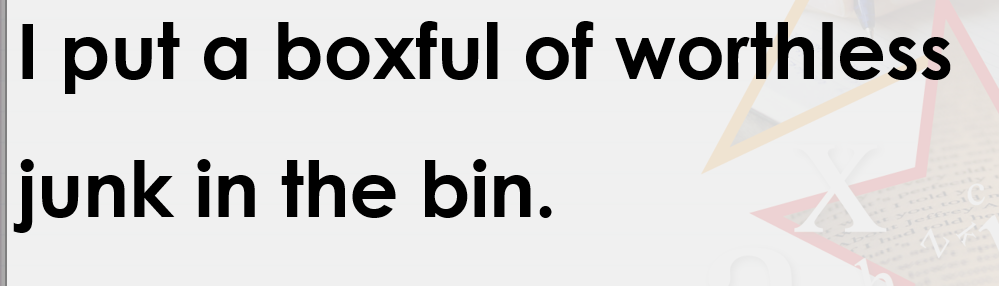 I put a boxful of worthless
junk in the bin.